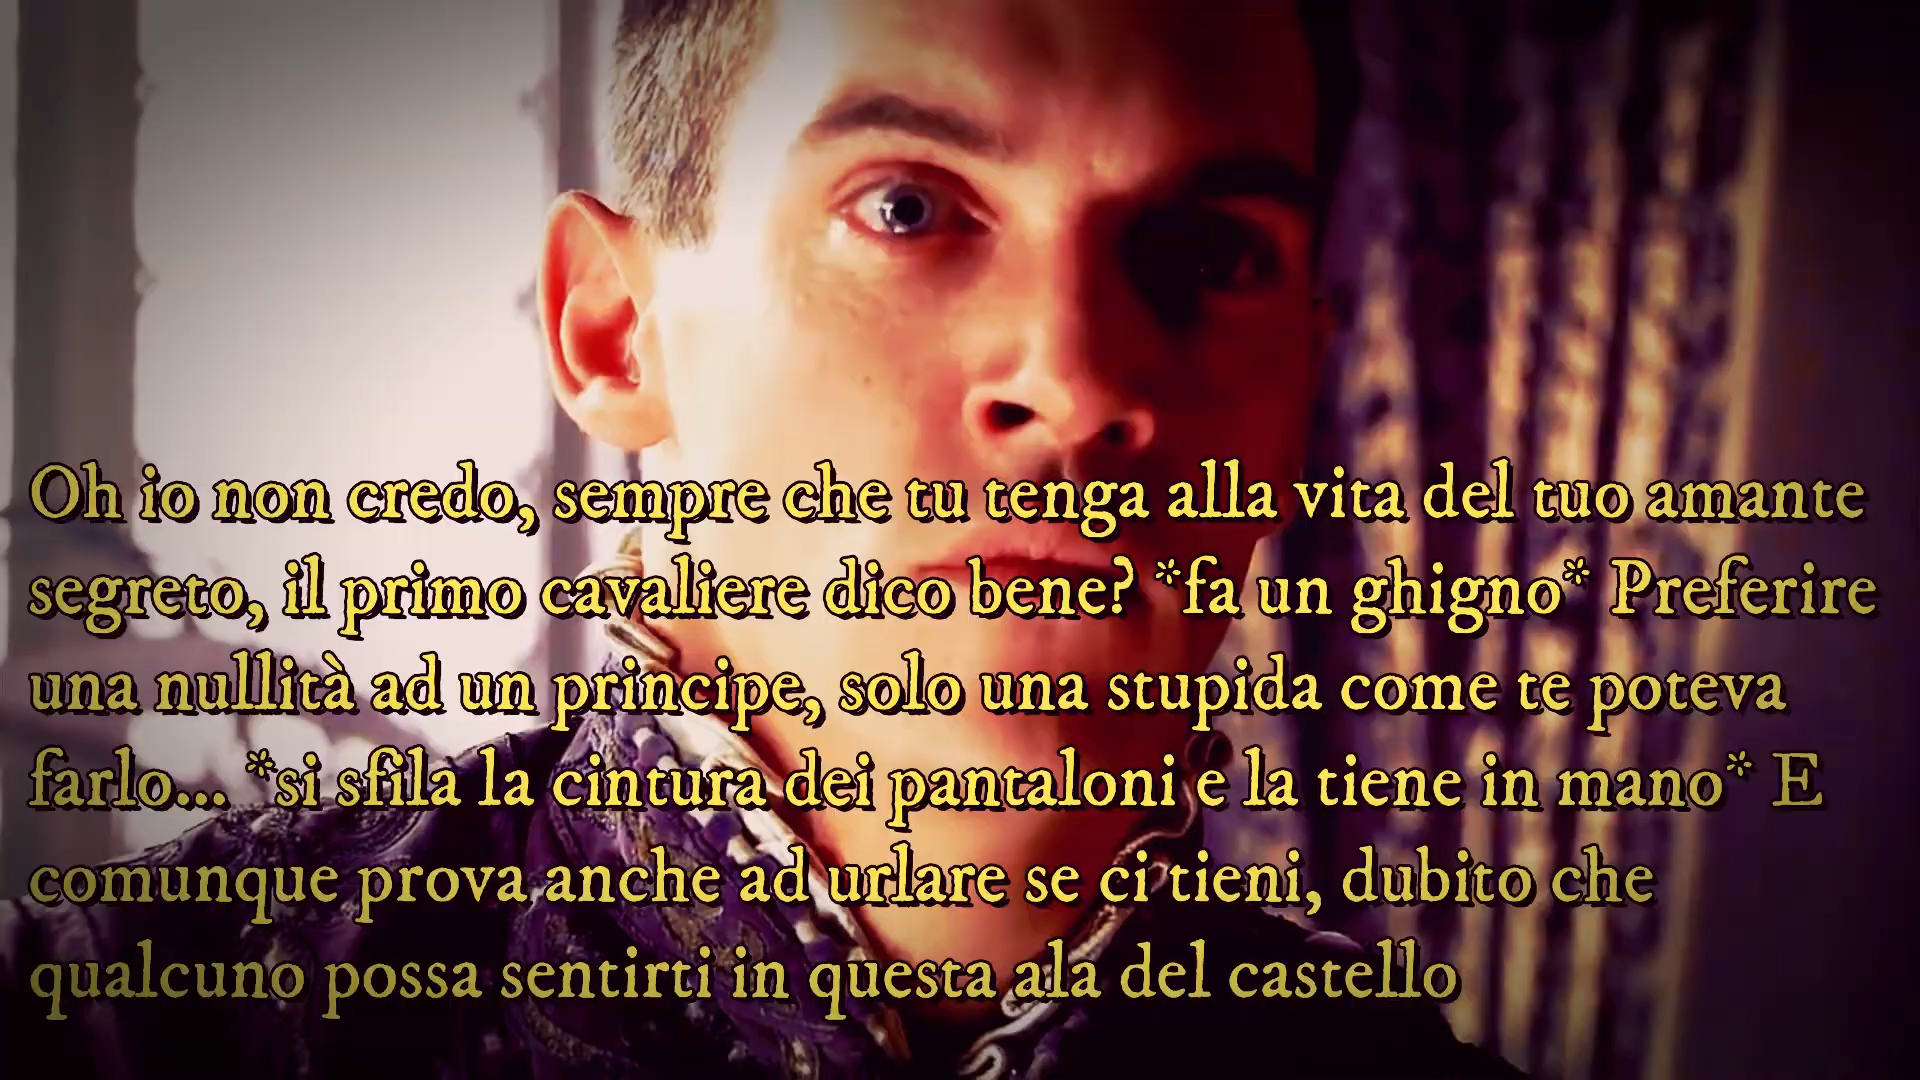 Oh io non credo, sempre che tu tenga alla vita del tuo amante
segreto, il primo cavaliere dico bene? *fa un ghigno* Preferire
una nullità ad un principe, solo una stupida come te poteva
farlo... *si sfila la cintura dei pantaloni e la tiene in mano* E
comunque prova anche ad urlare se ci tieni, dubito che
qualcuno possa sentirti in questa ala del castello